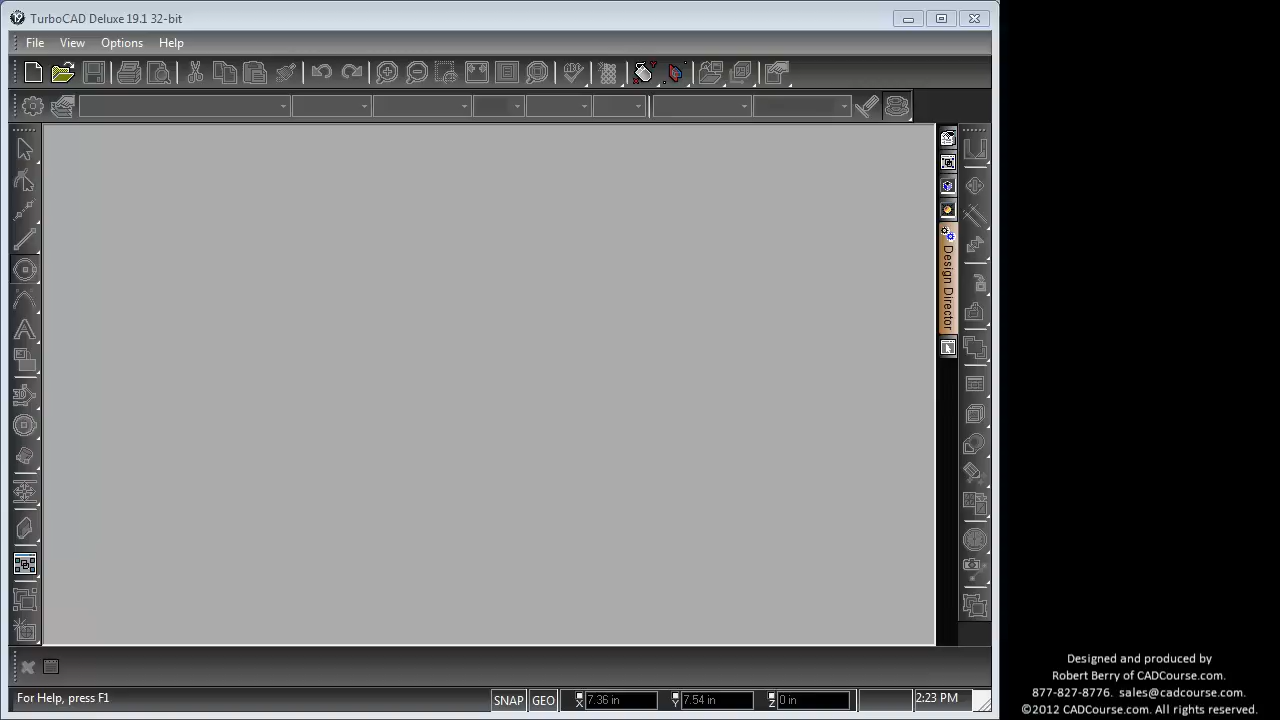 TurboCAD Deluxe 19.1 32-bit
File View Options Help
Design Director
For Help, press F1
SNAP GEO X 7.36 in Y 7.54 in Z 0 in 2:23 PM
Designed and produced by
Robert Berry of CADCourse.com.
877-827-8776. sales@cadcourse.com.
©2012 CADCourse.com. All rights reserved.